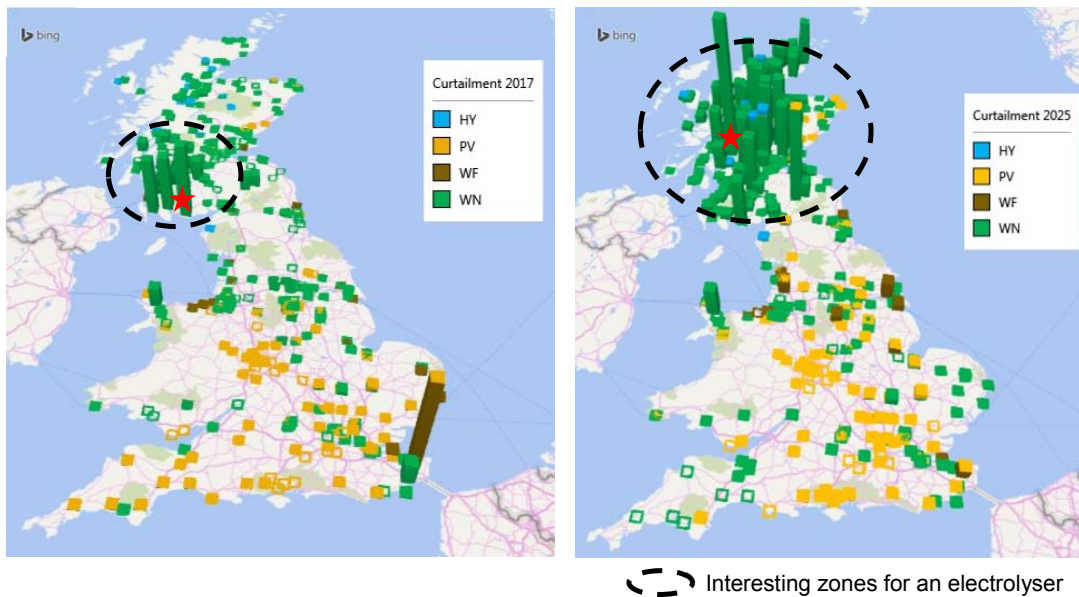 bing
Curtailment 2017
HY
PV
WF
WN
bing
Curtailment 2025
HY
PV
WF
WN
Interesting zones for an electrolyser